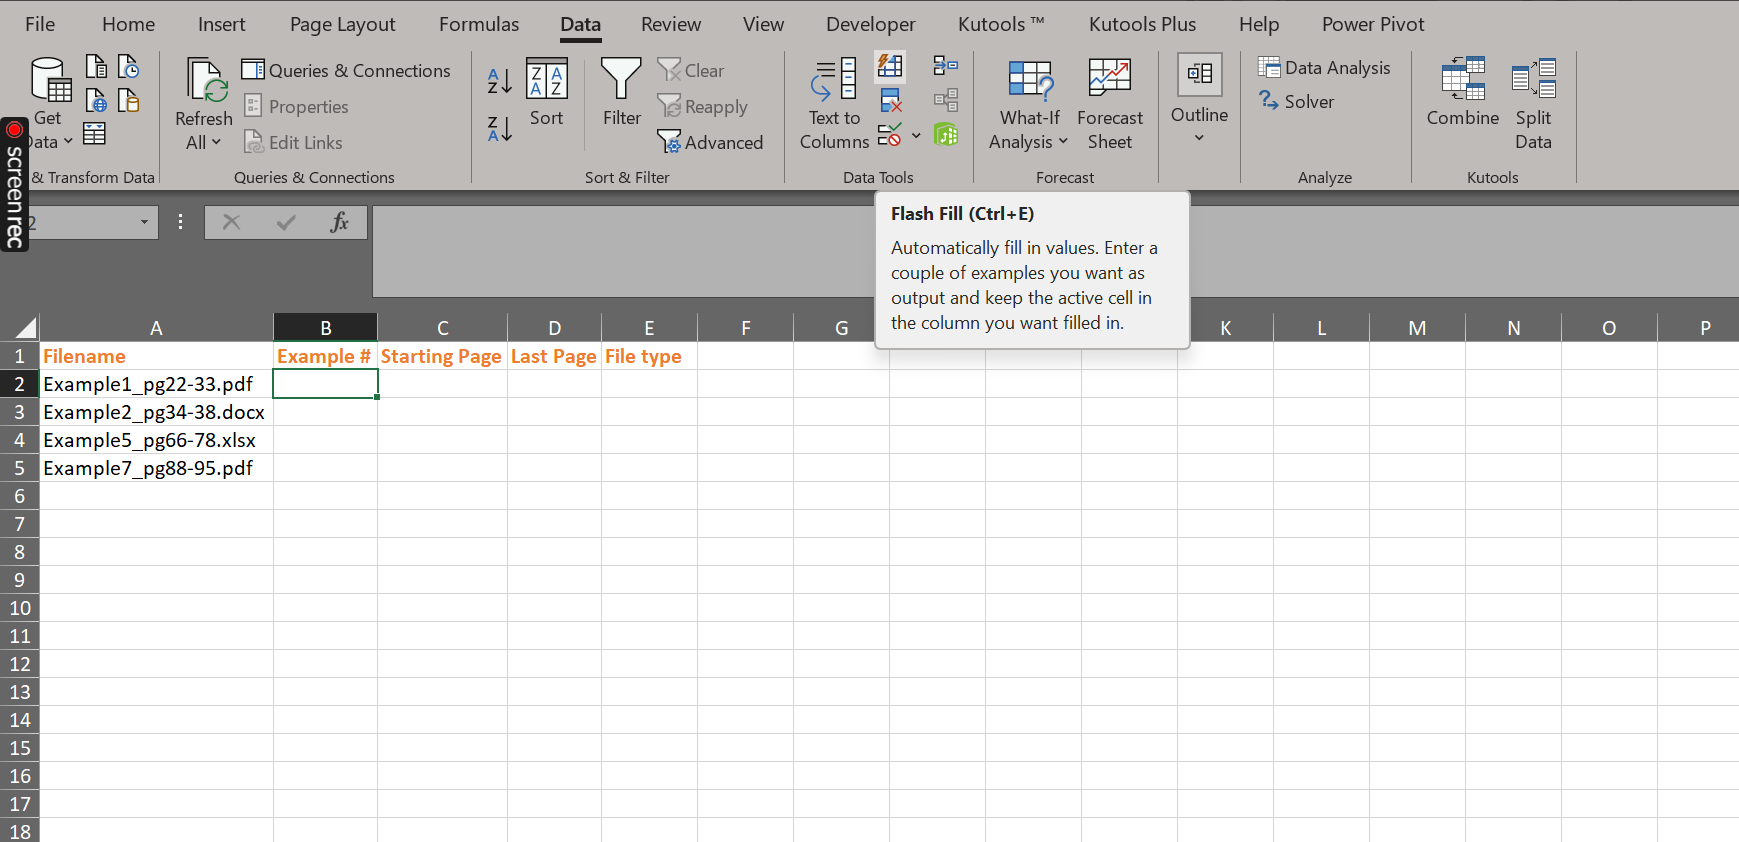 File Home Insert Page Layout Formulas Data Review View Developer Kutools ™ Kutools Plus Help Power Pivot
Get
Data
& Transform Data
Refresh
All
Queries & Connections
Properties
Edit Links
Queries & Connections
A
Z
Z
A
Z A
A Z
Sort
Filter
Clear
Reapply
Advanced
Sort & Filter
Text to
Columns
Data Tools
What-If
Analysis
Forecast
Sheet
Forecast
Outline
Data Analysis
Solver
Analyze
Combine
Split
Data
Kutools
screenrec
2
fx
Flash Fill (Ctrl+E)
Automatically fill in values. Enter a
couple of examples you want as
output and keep the active cell in
the column you want filled in.
A B C D E F G K L M N O P
1 Filename Example # Starting Page Last Page File type
2 Example1_pg22-33.pdf
3 Example2_pg34-38.docx
4 Example5_pg66-78.xlsx
5 Example7_pg88-95.pdf
6
7
8
9
10
11
12
13
14
15
16
17
18